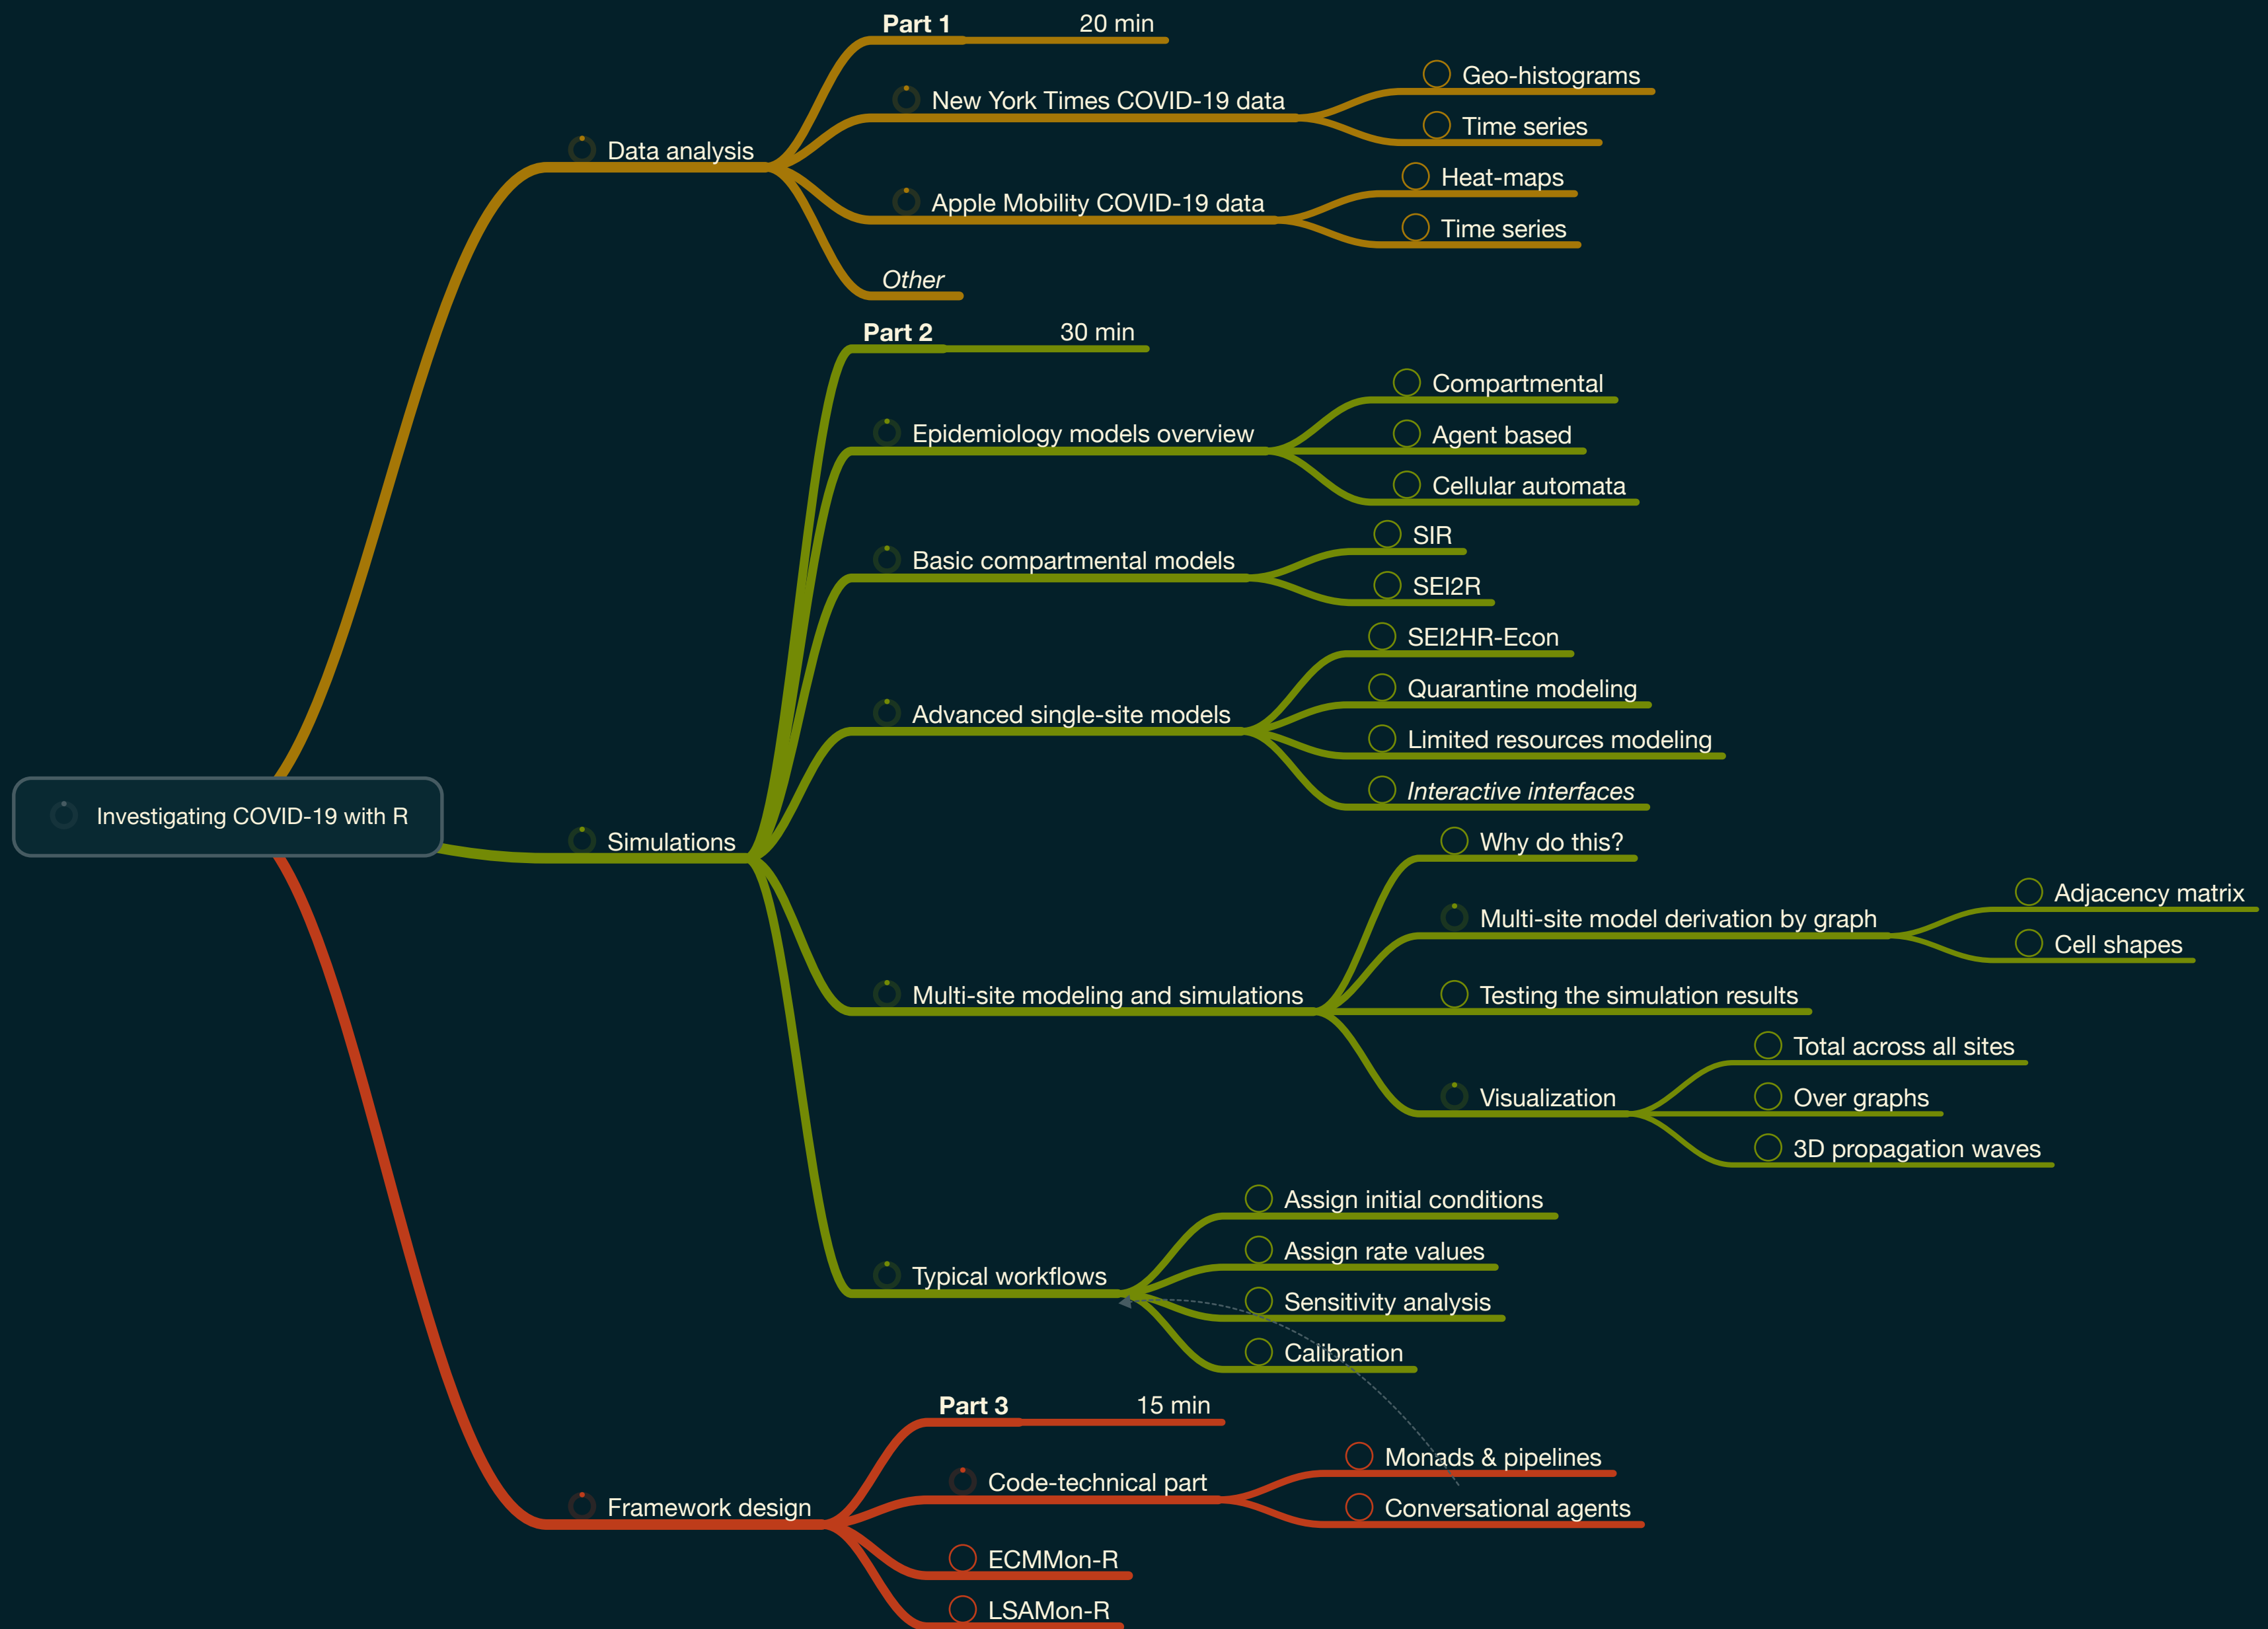 Investigating COVID-19 with R
Data analysis
Part 1
20 min
New York Times COVID-19 data
Geo-histograms
Time series
Apple Mobility COVID-19 data
Heat-maps
Time series
Other
Simulations
Part 2
30 min
Epidemiology models overview
Compartmental
Agent based
Cellular automata
Basic compartmental models
SIR
SEI2R
Advanced single-site models
SEI2HR-Econ
Quarantine modeling
Limited resources modeling
Interactive interfaces
Multi-site modeling and simulations
Why do this?
Multi-site model derivation by graph
Adjacency matrix
Cell shapes
Testing the simulation results
Visualization
Total across all sites
Over graphs
3D propagation waves
Typical workflows
Assign initial conditions
Assign rate values
Sensitivity analysis
Calibration
Framework design
Part 3
15 min
Code-technical part
Monads & pipelines
Conversational agents
ECMMon-R
LSAMon-R